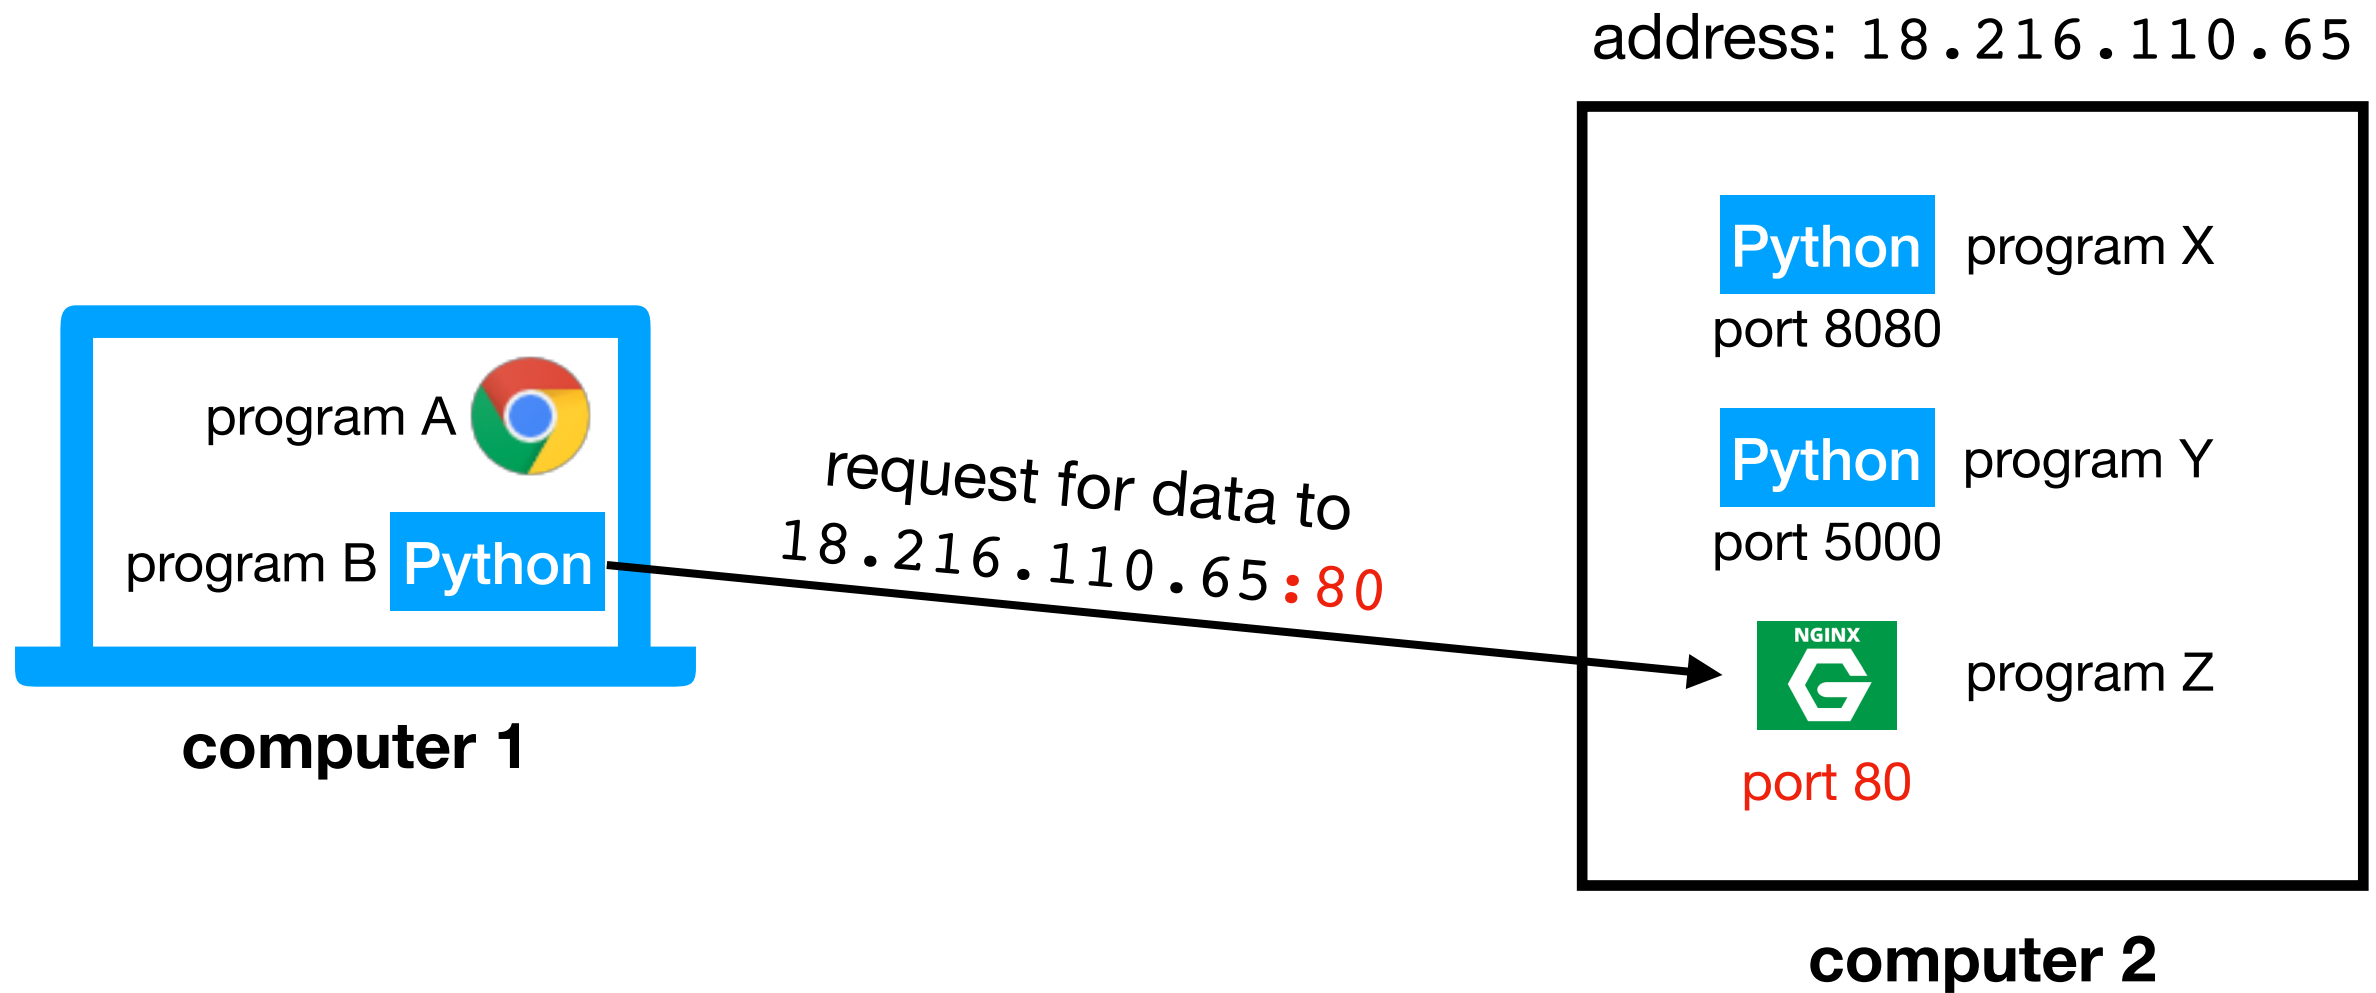 address: 18.216.110.65
Python program X
port 8080
Python program Y
port 5000
NGINX
program Z
port 80
computer 2
program A
program B Python
computer 1
request for data to
18.216.110.65:80